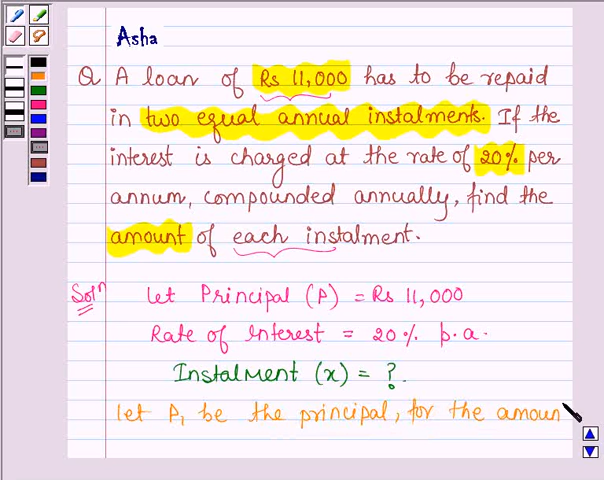 Asha
Q A loan of Rs 11,000 has to be repaid
in two equal annual instalments. If the
interest is charged at the rate of 20% per
annum, compounded annually, find the
amount of each instalment.
Solⁿ Let Principal (P) = Rs 11,000
Rate of Interest = 20% p.a.
Instalment (x) = ?.
Let P₁ be the principal, for the amoun